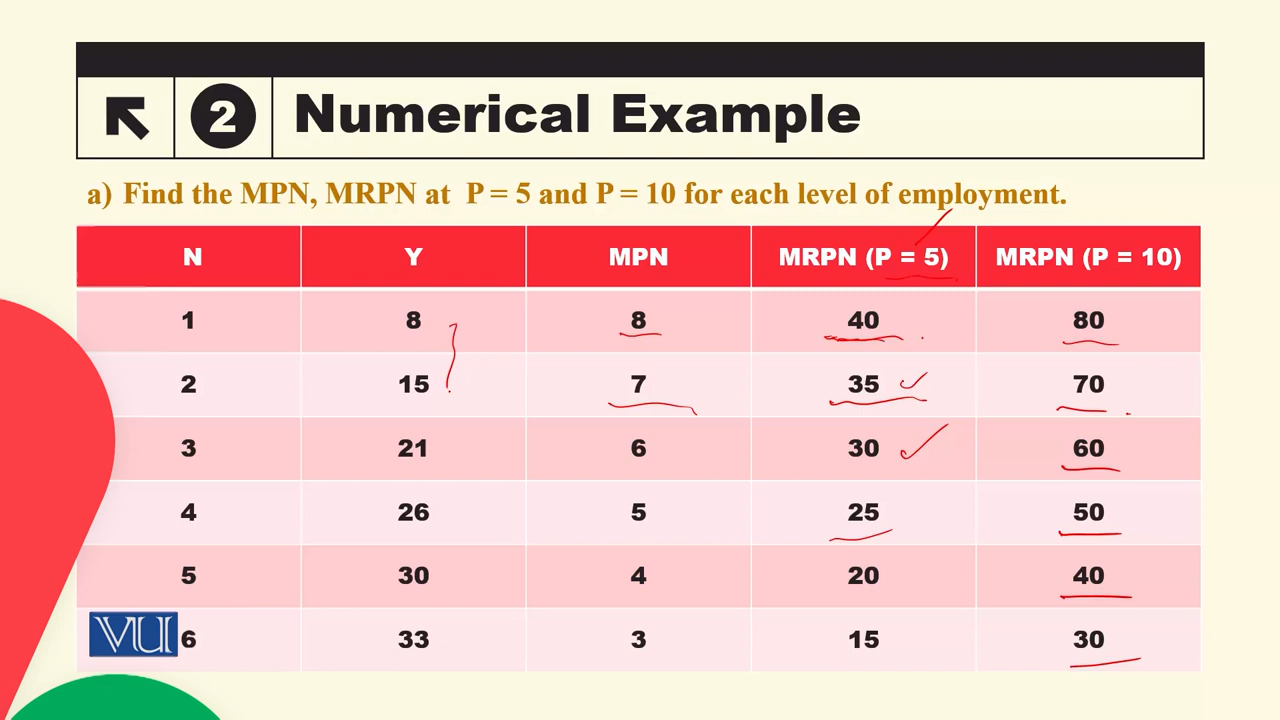 2 Numerical Example
a) Find the MPN, MRPN at P = 5 and P = 10 for each level of employment.
N Y MPN MRPN (P = 5) MRPN (P = 10)
1 8 8 40 80
2 15 7 35 70
3 21 6 30 60
4 26 5 25 50
5 30 4 20 40
VU 6 33 3 15 30